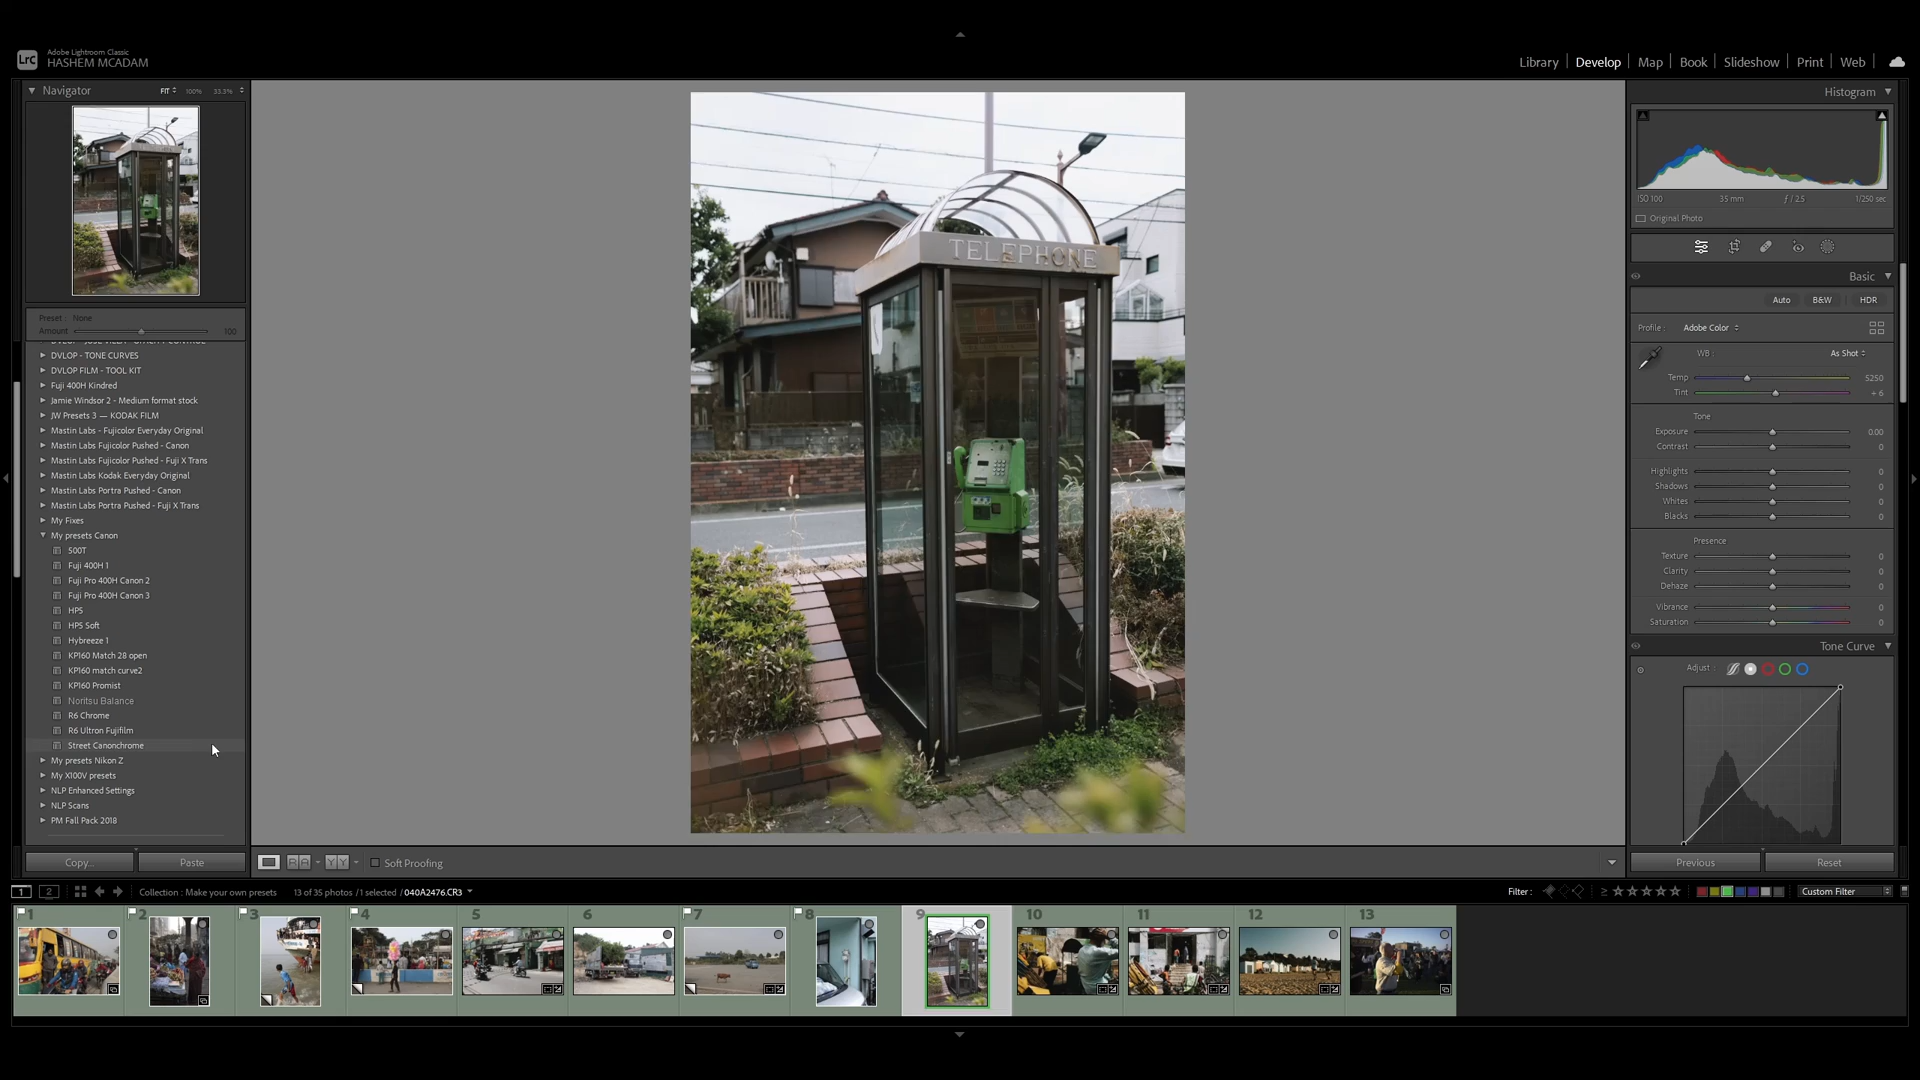 Lrc
Adobe Lightroom Classic
HASHEM MCADAM
Library | Develop | Map | Book | Slideshow | Print | Web
Navigator FIT 100% 33.3%
Preset : None
Amount 100
DVLOP - TONE CURVES
DVLOP FILM - TOOL KIT
Fuji 400H Kindred
Jamie Windsor 2 - Medium format stock
JW Presets 3 — KODAK FILM
Mastin Labs - Fujicolor Everyday Original
Mastin Labs Fujicolor Pushed - Canon
Mastin Labs Fujicolor Pushed - Fuji X Trans
Mastin Labs Kodak Everyday Original
Mastin Labs Portra Pushed - Canon
Mastin Labs Portra Pushed - Fuji X Trans
My Fixes
My presets Canon
500T
Fuji 400H 1
Fuji Pro 400H Canon 2
Fuji Pro 400H Canon 3
HP5
HP5 Soft
Hybreeze 1
KP160 Match 28 open
KP160 match curve2
KP160 Promist
Noritsu Balance
R6 Chrome
R6 Ultron Fujifilm
Street Canonchrome
My presets Nikon Z
My X100V presets
NLP Enhanced Settings
NLP Scans
PM Fall Pack 2018
Copy... Paste
TELEPHONE
Soft Proofing
Histogram
ISO 100 35 mm ƒ / 2.5 1/250 sec
Original Photo
Basic
Auto B&W HDR
Profile : Adobe Color
WB : As Shot
Temp 5250
Tint + 6
Tone
Exposure 0.00
Contrast 0
Highlights 0
Shadows 0
Whites 0
Blacks 0
Presence
Texture 0
Clarity 0
Dehaze 0
Vibrance 0
Saturation 0
Tone Curve
Adjust :
Previous Reset
1 2 Collection : Make your own presets 13 of 35 photos / 1 selected / 040A2476.CR3 Filter : Custom Filter
1 2 3 4 5 6 7 8 9 10 11 12 13